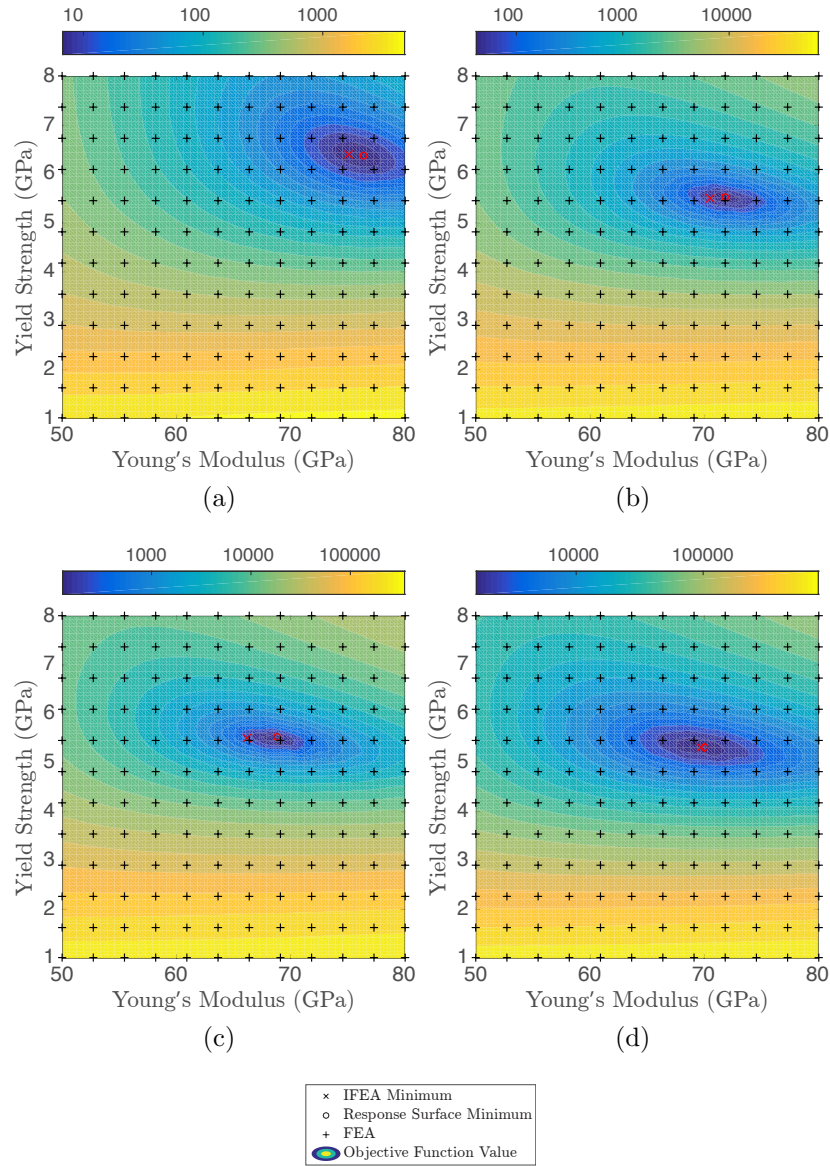 10 100 1000
100 1000 10000
8
7
6
5
4
3
2
1
Yield Strength (GPa)
50 60 70 80
Young's Modulus (GPa)
(a)
8
7
6
5
4
3
2
1
Yield Strength (GPa)
50 60 70 80
Young's Modulus (GPa)
(b)
1000 10000 100000
10000 100000
8
7
6
5
4
3
2
1
Yield Strength (GPa)
50 60 70 80
Young's Modulus (GPa)
(c)
8
7
6
5
4
3
2
1
Yield Strength (GPa)
50 60 70 80
Young's Modulus (GPa)
(d)
IFEA Minimum
Response Surface Minimum
FEA
Objective Function Value